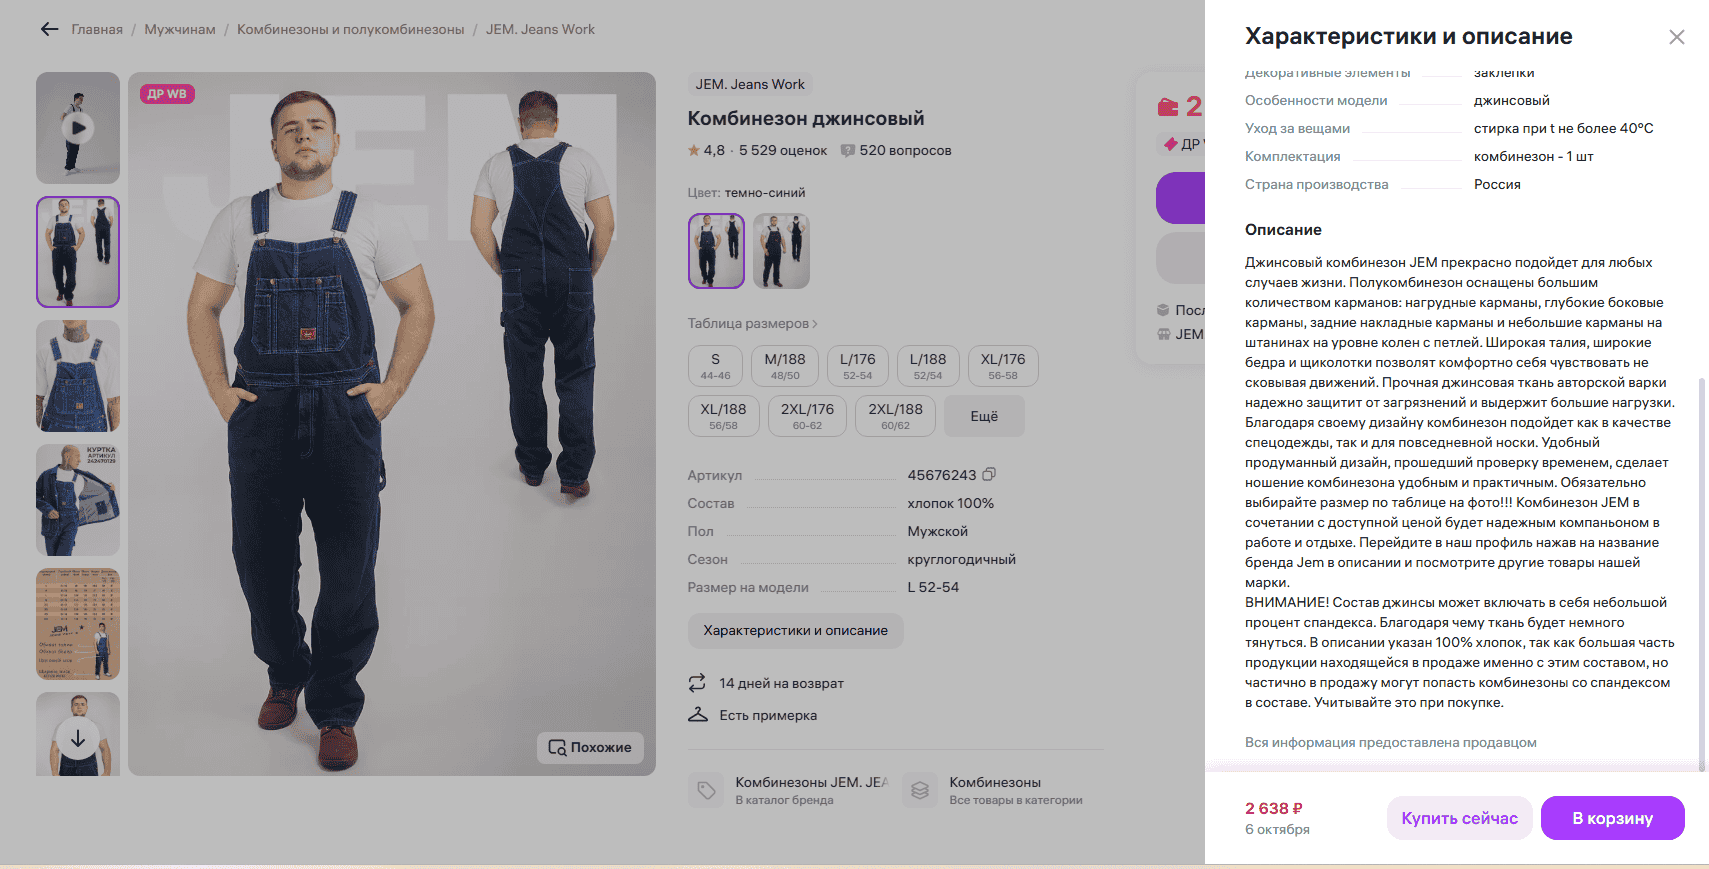 Главная / Мужчинам / Комбинезоны и полукомбинезоны / JEM. Jeans Work
ДР WB
JEM
КУРТКА
АРТИКУЛ
242470129
JEM
Похожие
JEM. Jeans Work
Комбинезон джинсовый
4,8 · 5 529 оценок
520 вопросов
Цвет: темно-синий
Таблица размеров
S
44-46
M/188
48/50
L/176
52-54
L/188
52/54
XL/176
56-58
XL/188
56/58
2XL/176
60-62
2XL/188
60/62
Ещё
Артикул 45676243
Состав хлопок 100%
Пол Мужской
Сезон круглогодичный
Размер на модели L 52-54
Характеристики и описание
14 дней на возврат
Есть примерка
Комбинезоны JEM.
В каталог бренда
Комбинезоны
Все товары в категории
2
ДР
JEM
Характеристики и описание
Декоративные элементы заклепки
Особенности модели джинсовый
Уход за вещами стирка при t не более 40°C
Комплектация комбинезон - 1 шт
Страна производства Россия
Описание
Джинсовый комбинезон JEM прекрасно подойдет для любых
случаев жизни. Полукомбинезон оснащены большим
количеством карманов: нагрудные карманы, глубокие боковые
карманы, задние накладные карманы и небольшие карманы на
штанинах на уровне колен с петлей. Широкая талия, широкие
бедра и щиколотки позволят комфортно себя чувствовать не
сковывая движений. Прочная джинсовая ткань авторской варки
надежно защитит от загрязнений и выдержит большие нагрузки.
Благодаря своему дизайну комбинезон подойдет как в качестве
спецодежды, так и для повседневной носки. Удобный
продуманный дизайн, прошедший проверку временем, сделает
ношение комбинезона удобным и практичным. Обязательно
выбирайте размер по таблице на фото!!! Комбинезон JEM в
сочетании с доступной ценой будет надежным компаньоном в
работе и отдыхе. Перейдите в наш профиль нажав на название
бренда Jem в описании и посмотрите другие товары нашей
марки.
ВНИМАНИЕ! Состав джинсы может включать в себя небольшой
процент спандекса. Благодаря чему ткань будет немного
тянуться. В описании указан 100% хлопок, так как большая часть
продукции находящейся в продаже именно с этим составом, но
частично в продажу могут попасть комбинезоны со спандексом
в составе. Учитывайте это при покупке.
Вся информация предоставлена продавцом
2 638 ₽
6 октября
Купить сейчас
В корзину